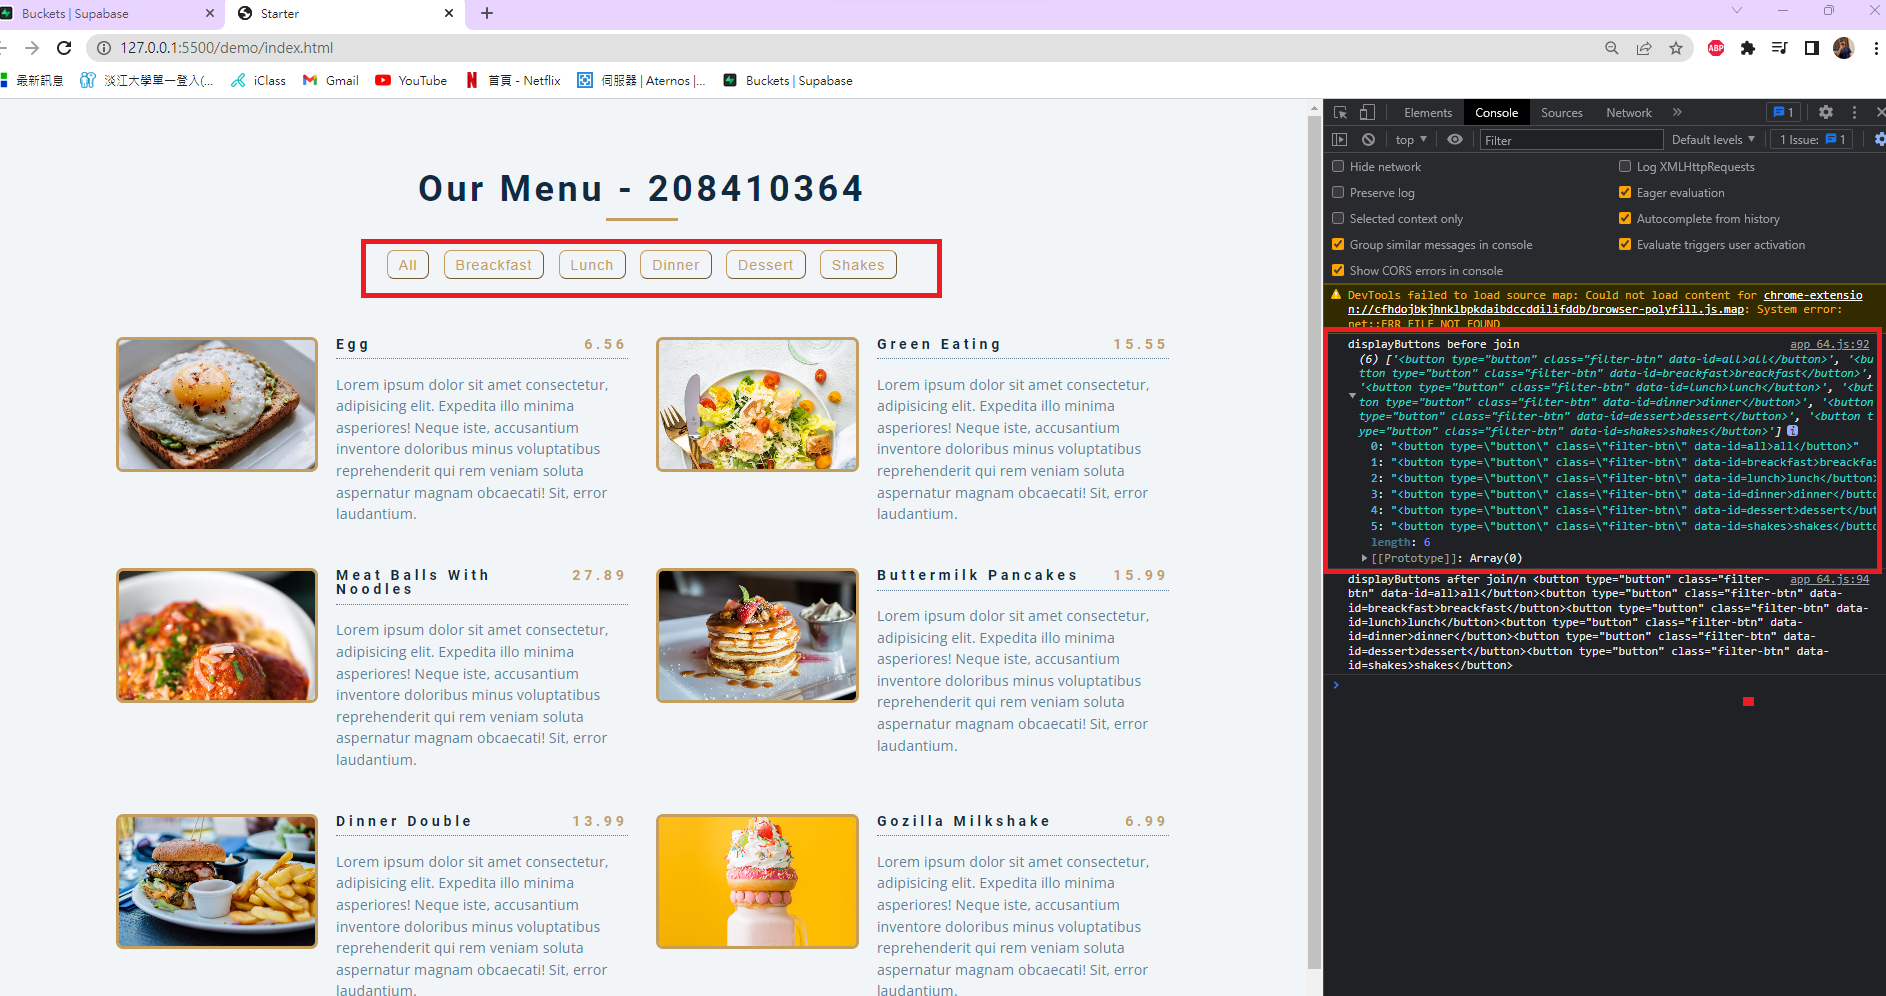 Buckets | Supabase
Starter
127.0.0.1:5500/demo/index.html
ABP
最新訊息
淡江大學單一登入(...
iClass
Gmail
YouTube
首頁 - Netflix
伺服器 | Aternos |...
Buckets | Supabase
Our Menu - 208410364
All
Breackfast
Lunch
Dinner
Dessert
Shakes
Egg
6.56
Lorem ipsum dolor sit amet consectetur,
adipisicing elit. Expedita illo minima
asperiores! Neque iste, accusantium
inventore doloribus minus voluptatibus
reprehenderit qui rem veniam soluta
aspernatur magnam obcaecati! Sit, error
laudantium.
Green Eating
15.55
Lorem ipsum dolor sit amet consectetur,
adipisicing elit. Expedita illo minima
asperiores! Neque iste, accusantium
inventore doloribus minus voluptatibus
reprehenderit qui rem veniam soluta
aspernatur magnam obcaecati! Sit, error
laudantium.
Meat Balls With
Noodles
27.89
Lorem ipsum dolor sit amet consectetur,
adipisicing elit. Expedita illo minima
asperiores! Neque iste, accusantium
inventore doloribus minus voluptatibus
reprehenderit qui rem veniam soluta
aspernatur magnam obcaecati! Sit, error
laudantium.
Buttermilk Pancakes
15.99
Lorem ipsum dolor sit amet consectetur,
adipisicing elit. Expedita illo minima
asperiores! Neque iste, accusantium
inventore doloribus minus voluptatibus
reprehenderit qui rem veniam soluta
aspernatur magnam obcaecati! Sit, error
laudantium.
Dinner Double
13.99
Lorem ipsum dolor sit amet consectetur,
adipisicing elit. Expedita illo minima
asperiores! Neque iste, accusantium
inventore doloribus minus voluptatibus
reprehenderit qui rem veniam soluta
aspernatur magnam obcaecati! Sit, error
laudantium.
Gozilla Milkshake
6.99
Lorem ipsum dolor sit amet consectetur,
adipisicing elit. Expedita illo minima
asperiores! Neque iste, accusantium
inventore doloribus minus voluptatibus
reprehenderit qui rem veniam soluta
aspernatur magnam obcaecati! Sit, error
laudantium.
Elements
Console
Sources
Network
1
top
Filter
Default levels
1 Issue: 1
Hide network
Log XMLHttpRequests
Preserve log
Eager evaluation
Selected context only
Autocomplete from history
Group similar messages in console
Evaluate triggers user activation
Show CORS errors in console
DevTools failed to load source map: Could not load content for chrome-extensio
n://cfhdojbkjhnklbpkdaibdccddilifddb/browser-polyfill.js.map: System error:
net::ERR_FILE_NOT_FOUND
displayButtons before join
app_64.js:92
(6) ['<button type="button" class="filter-btn" data-id=all>all</button>', '<bu
tton type="button" class="filter-btn" data-id=breackfast>breackfast</button>',
'<button type="button" class="filter-btn" data-id=lunch>lunch</button>', '<but
ton type="button" class="filter-btn" data-id=dinner>dinner</button>', '<button
type="button" class="filter-btn" data-id=dessert>dessert</button>', '<button t
ype="button" class="filter-btn" data-id=shakes>shakes</button>']
0: "<button type=\"button\" class=\"filter-btn\" data-id=all>all</button>"
1: "<button type=\"button\" class=\"filter-btn\" data-id=breackfast>breackfas
2: "<button type=\"button\" class=\"filter-btn\" data-id=lunch>lunch</button>
3: "<button type=\"button\" class=\"filter-btn\" data-id=dinner>dinner</butto
4: "<button type=\"button\" class=\"filter-btn\" data-id=dessert>dessert</but
5: "<button type=\"button\" class=\"filter-btn\" data-id=shakes>shakes</butto
length: 6
[[Prototype]]: Array(0)
displayButtons after join/n <button type="button" class="filter-
app_64.js:94
btn" data-id=all>all</button><button type="button" class="filter-btn" data-
id=breackfast>breackfast</button><button type="button" class="filter-btn" data-
id=lunch>lunch</button><button type="button" class="filter-btn" data-
id=dinner>dinner</button><button type="button" class="filter-btn" data-
id=dessert>dessert</button><button type="button" class="filter-btn" data-
id=shakes>shakes</button>